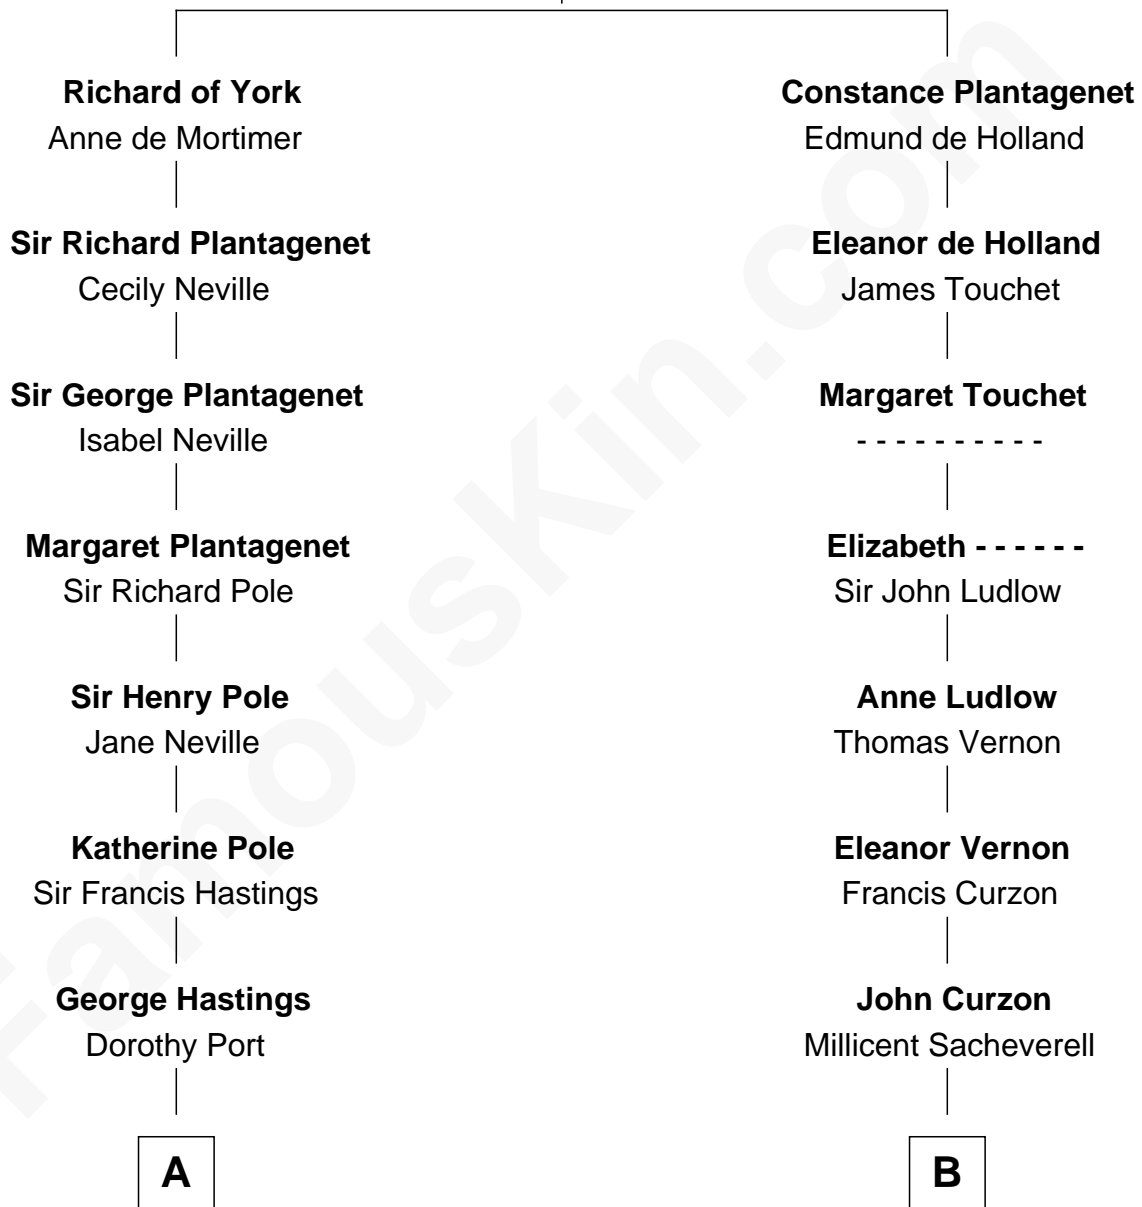 Richard of York
Anne de Mortimer
Sir Richard Plantagenet
Cecily Neville
Sir George Plantagenet
Isabel Neville
Margaret Plantagenet
Sir Richard Pole
Sir Henry Pole
Jane Neville
Katherine Pole
Sir Francis Hastings
George Hastings
Dorothy Port
A
Constance Plantagenet
Edmund de Holland
Eleanor de Holland
James Touchet
Margaret Touchet
- - - - - - - - - -
Elizabeth - - - - - -
Sir John Ludlow
Anne Ludlow
Thomas Vernon
Eleanor Vernon
Francis Curzon
John Curzon
Millicent Sacheverell
B
FamousKin.com